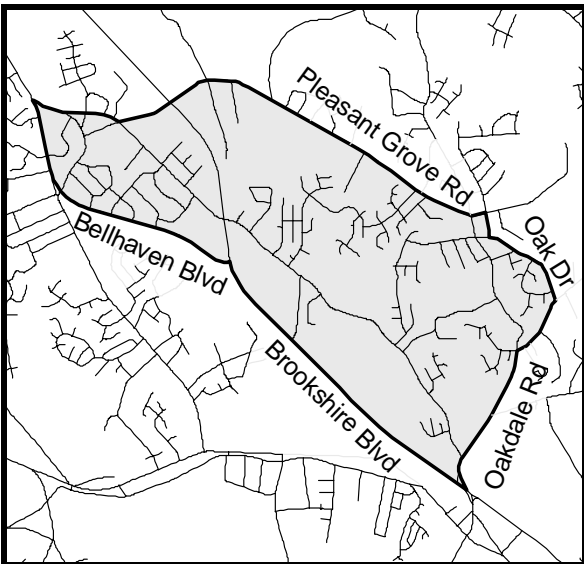 Pleasant Grove Rd
Oak Dr
Bellhaven Blvd
Brookshire Blvd
Oakdale Rd